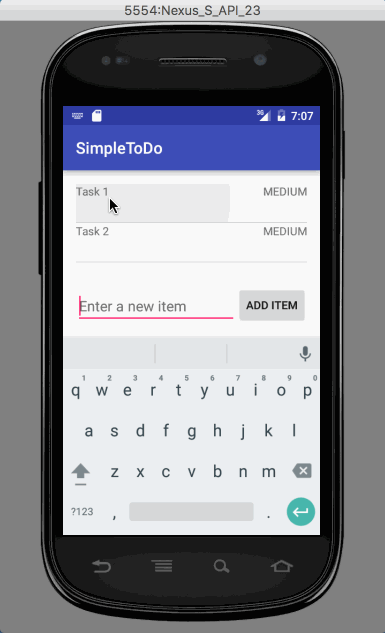 5554:Nexus_S_API_23
3G 7:07
SimpleToDo
Task 1 MEDIUM
Task 2 MEDIUM
Enter a new item ADD ITEM
1 2 3 4 5 6 7 8 9 0
q w e r t y u i o p
a s d f g h j k l
z x c v b n m
?123 , .